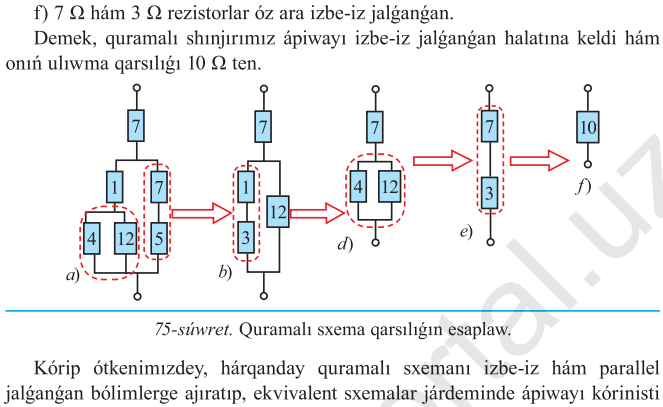 f) 7 Ω hám 3 Ω rezistorlar óz ara izbe-iz jalǵanǵan.
Demek, quramalı shınjırımız ápiwayı izbe-iz jalǵanǵan halatına keldi hám
onıń ulıwma qarsılıǵı 10 Ω ten.
7 7 7 7 10
1 7 1 4 12 3 f)
4 12 5 3 12 d) e)
a) b)
75-súwret. Quramalı sxema qarsılıǵın esaplaw.
Kórip ótkenimizdey, hárqanday quramalı sxemanı izbe-iz hám parallel
jalǵanǵan bólimlerge ajıratıp, ekvivalent sxemalar járdeminde ápiwayı kórinisti
ortal.uz